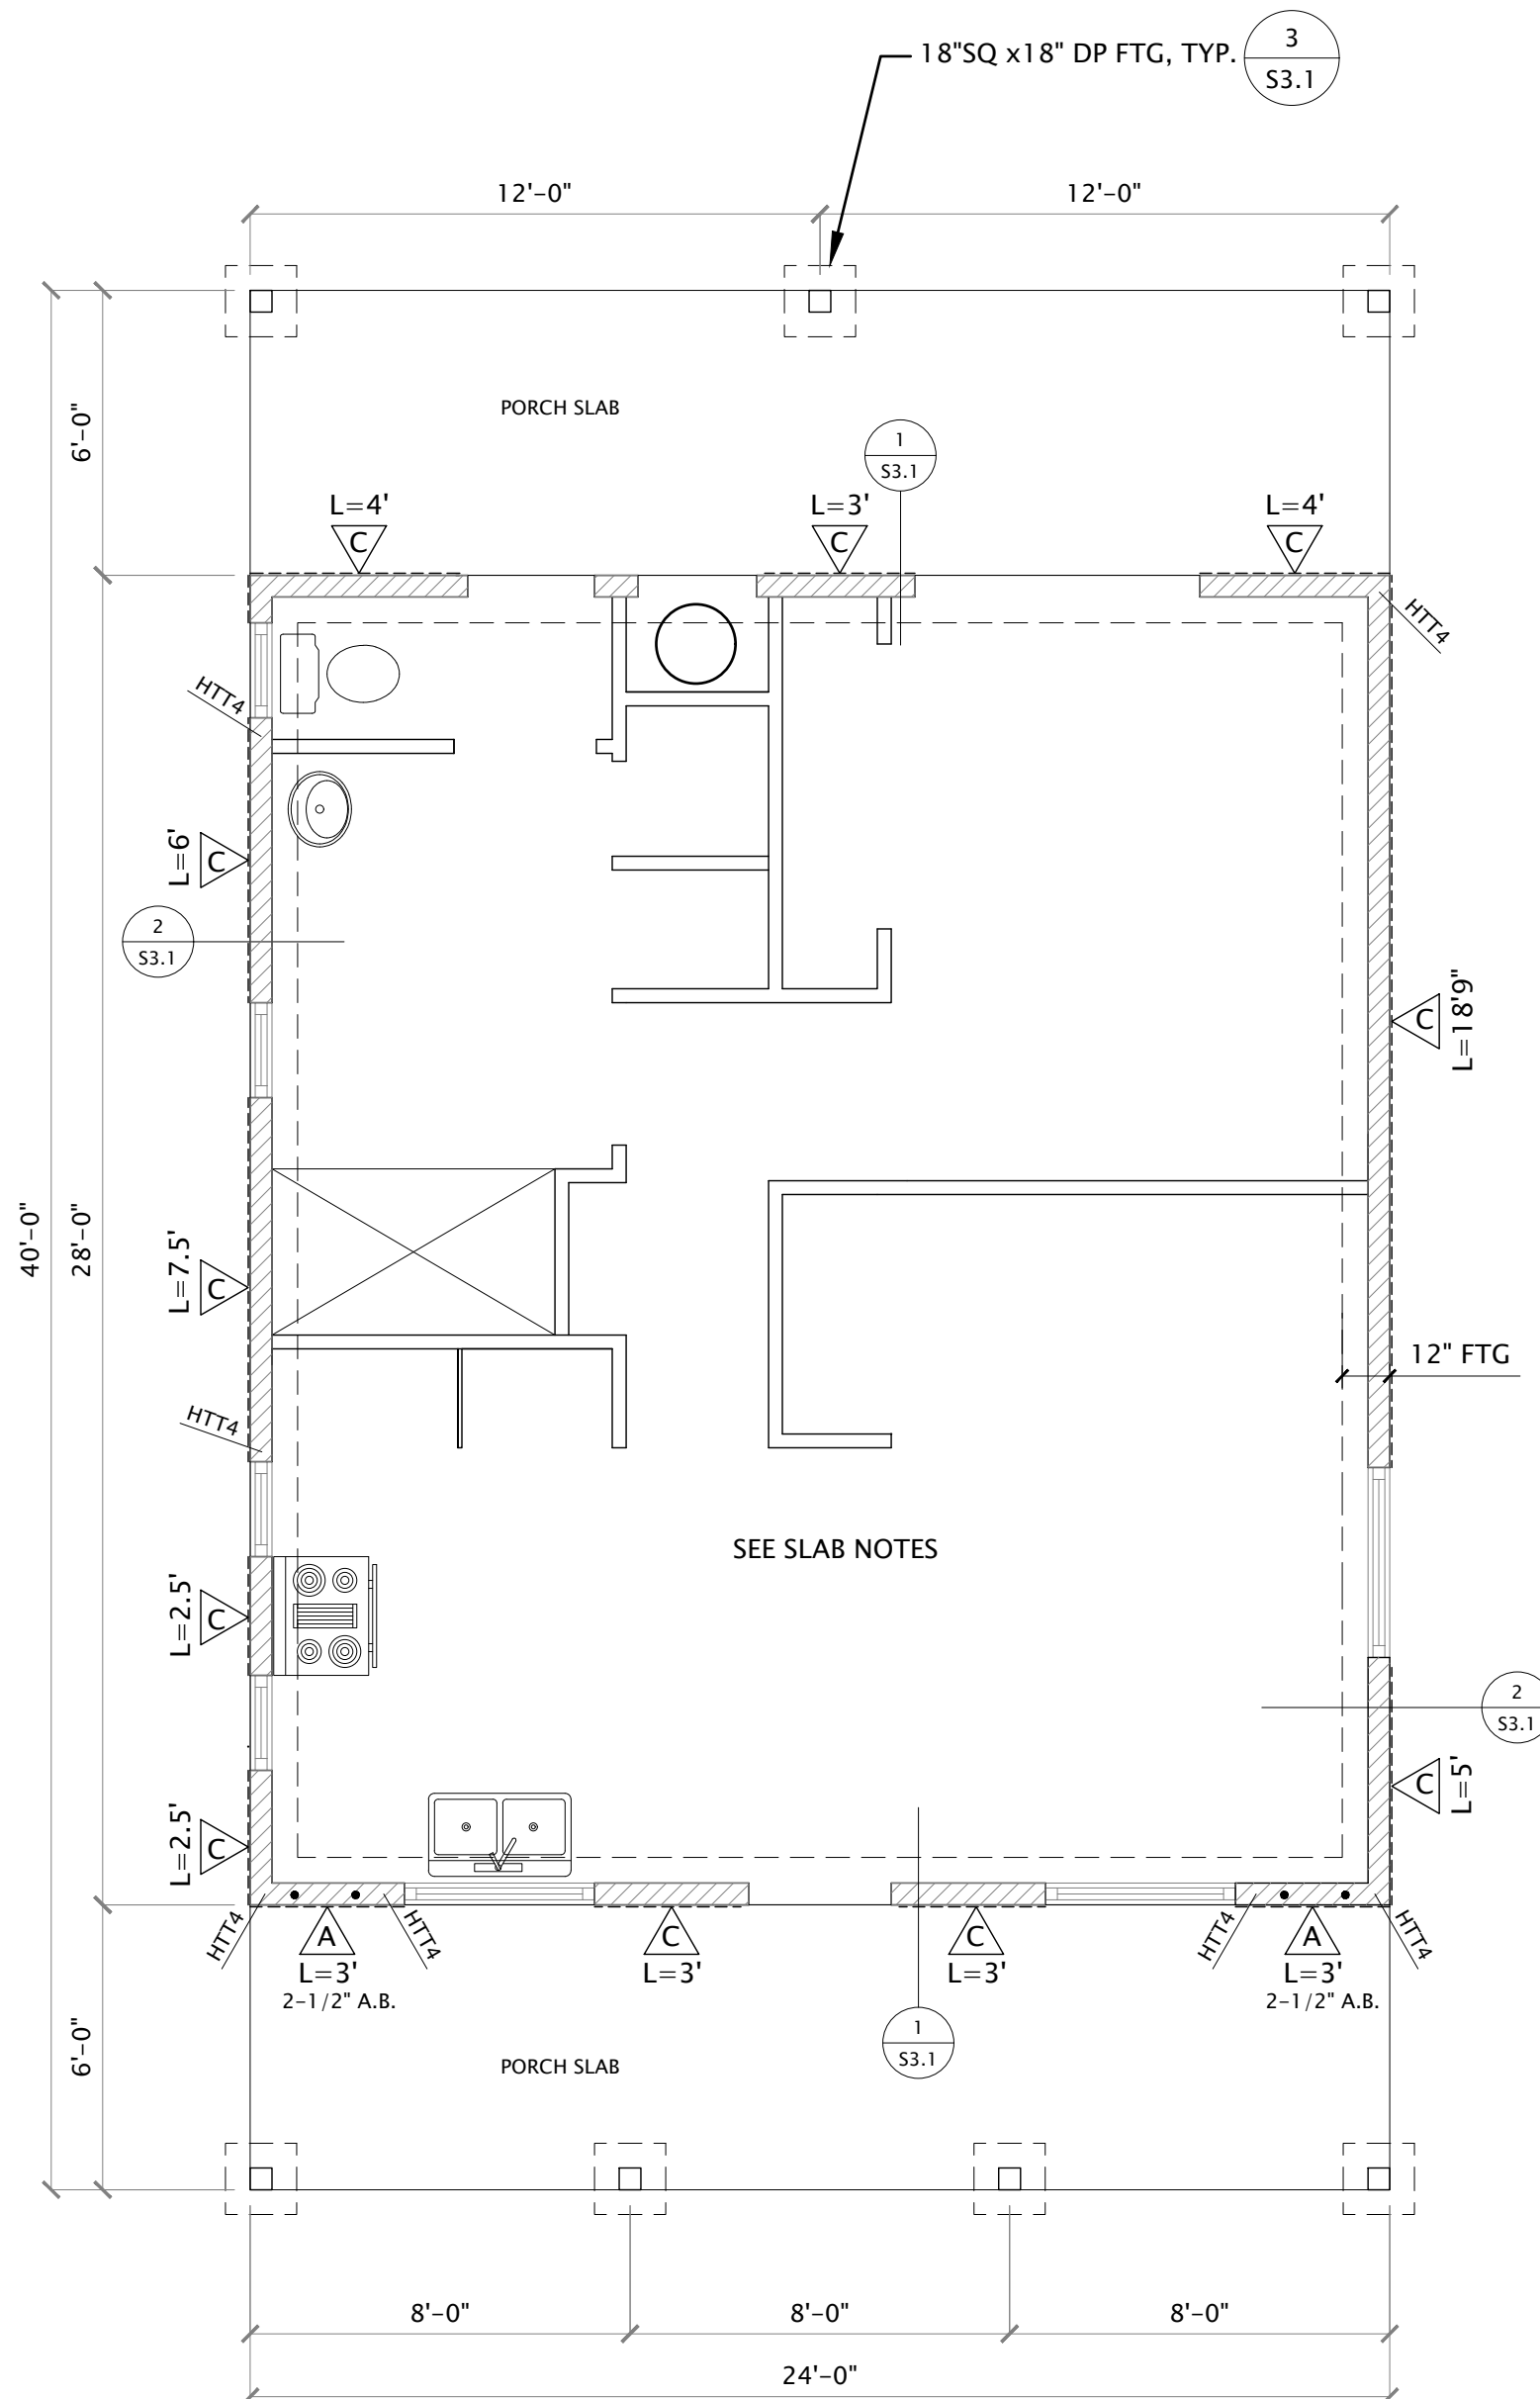 18"SQ x18" DP FTG, TYP.
3
S3.1
12'-0"
12'-0"
6'-0"
PORCH SLAB
1
S3.1
L=4'
C
L=3'
C
L=4'
C
HTT4
HTT4
L=6'
C
2
S3.1
C
L=18'9"
40'-0"
28'-0"
L=7.5'
C
12" FTG
HTT4
SEE SLAB NOTES
L=2.5'
C
2
S3.1
C
L=5'
L=2.5'
C
HTT4
A
L=3'
2-1/2" A.B.
HTT4
C
L=3'
C
L=3'
HTT4
A
L=3'
2-1/2" A.B.
HTT4
1
S3.1
6'-0"
PORCH SLAB
8'-0"
8'-0"
8'-0"
24'-0"